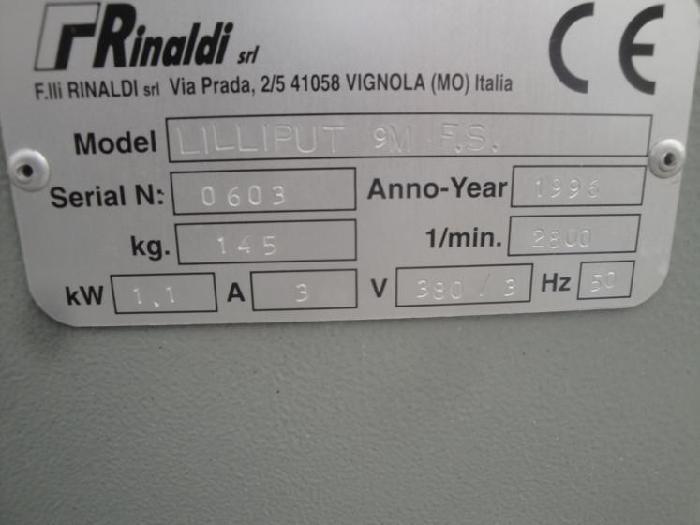 Rinaldi srl
CE
F.lli RINALDI srl Via Prada, 2/5 41058 VIGNOLA (MO) Italia
Model LILLIPUT 9M F.S.
Serial N: 0603 Anno-Year 1996
kg. 145 1/min. 2800
kW 1,1 A 3 V 380 / 3 Hz 50